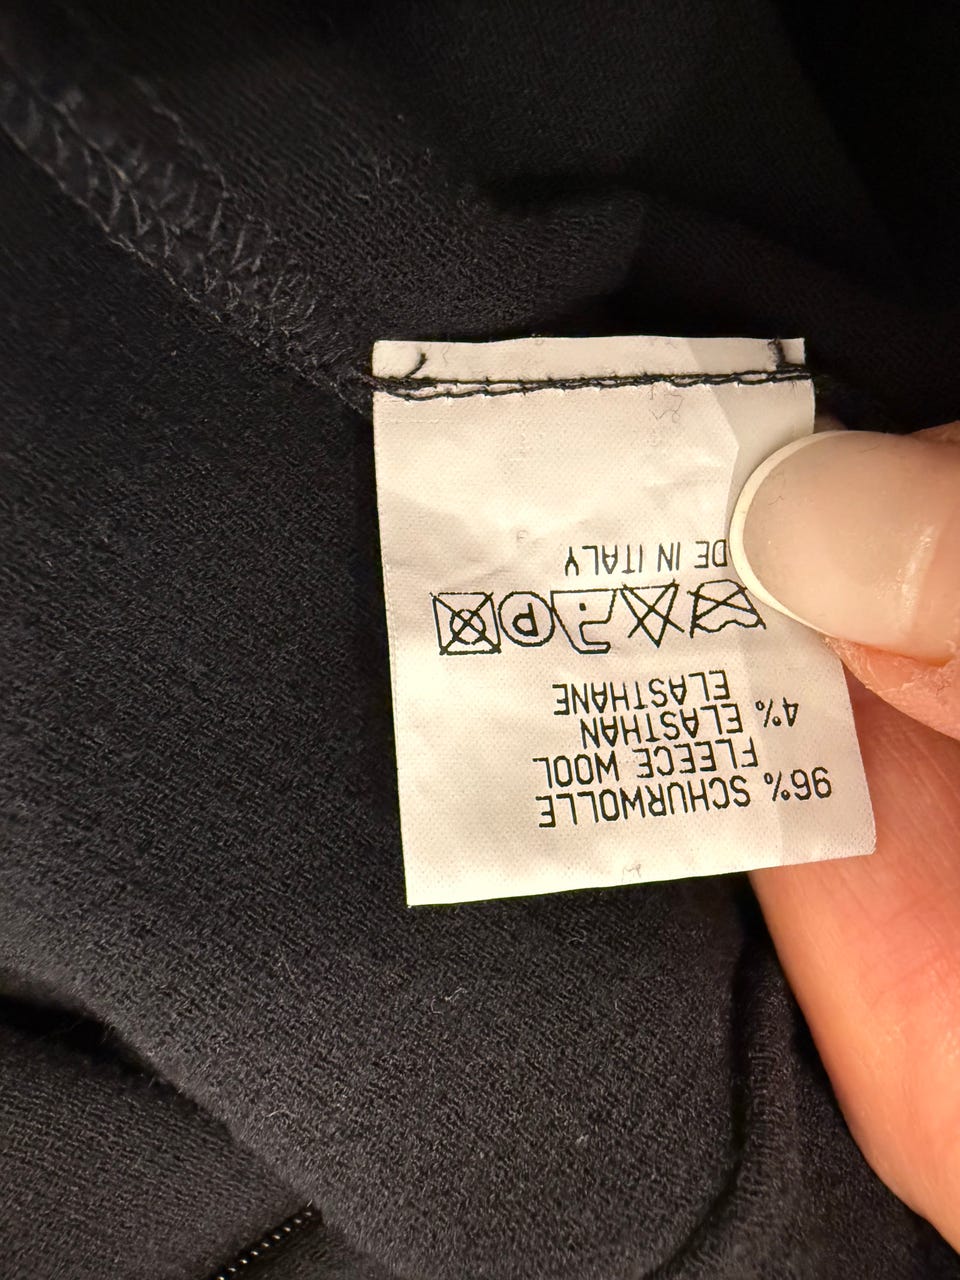 96% SCHURWOLLE
FLEECE WOOL
4% ELASTHAN
ELASTHANE
P
DE IN ITALY